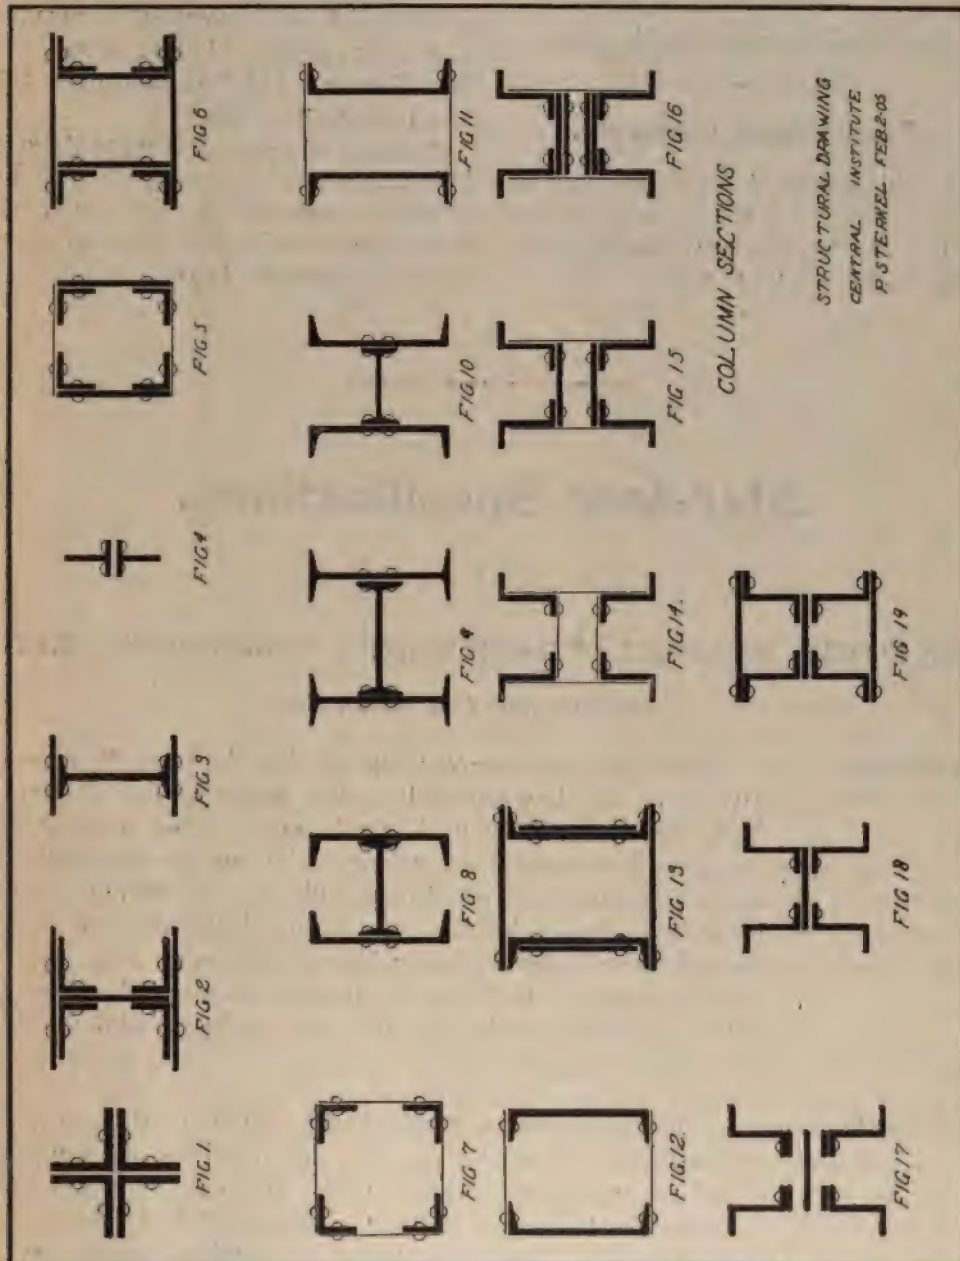 FIG. 1.
FIG 2
FIG 3
FIG 4
FIG. 5
FIG 6
FIG 7
FIG 8
FIG 9
FIG. 10
FIG 11
FIG. 12.
FIG 13
FIG 14.
FIG 15
FIG 16
FIG. 17
FIG 18
FIG 19
COLUMN SECTIONS
STRUCTURAL DRAWING
CENTRAL INSTITUTE
P. STERKEL FEB. 2-05